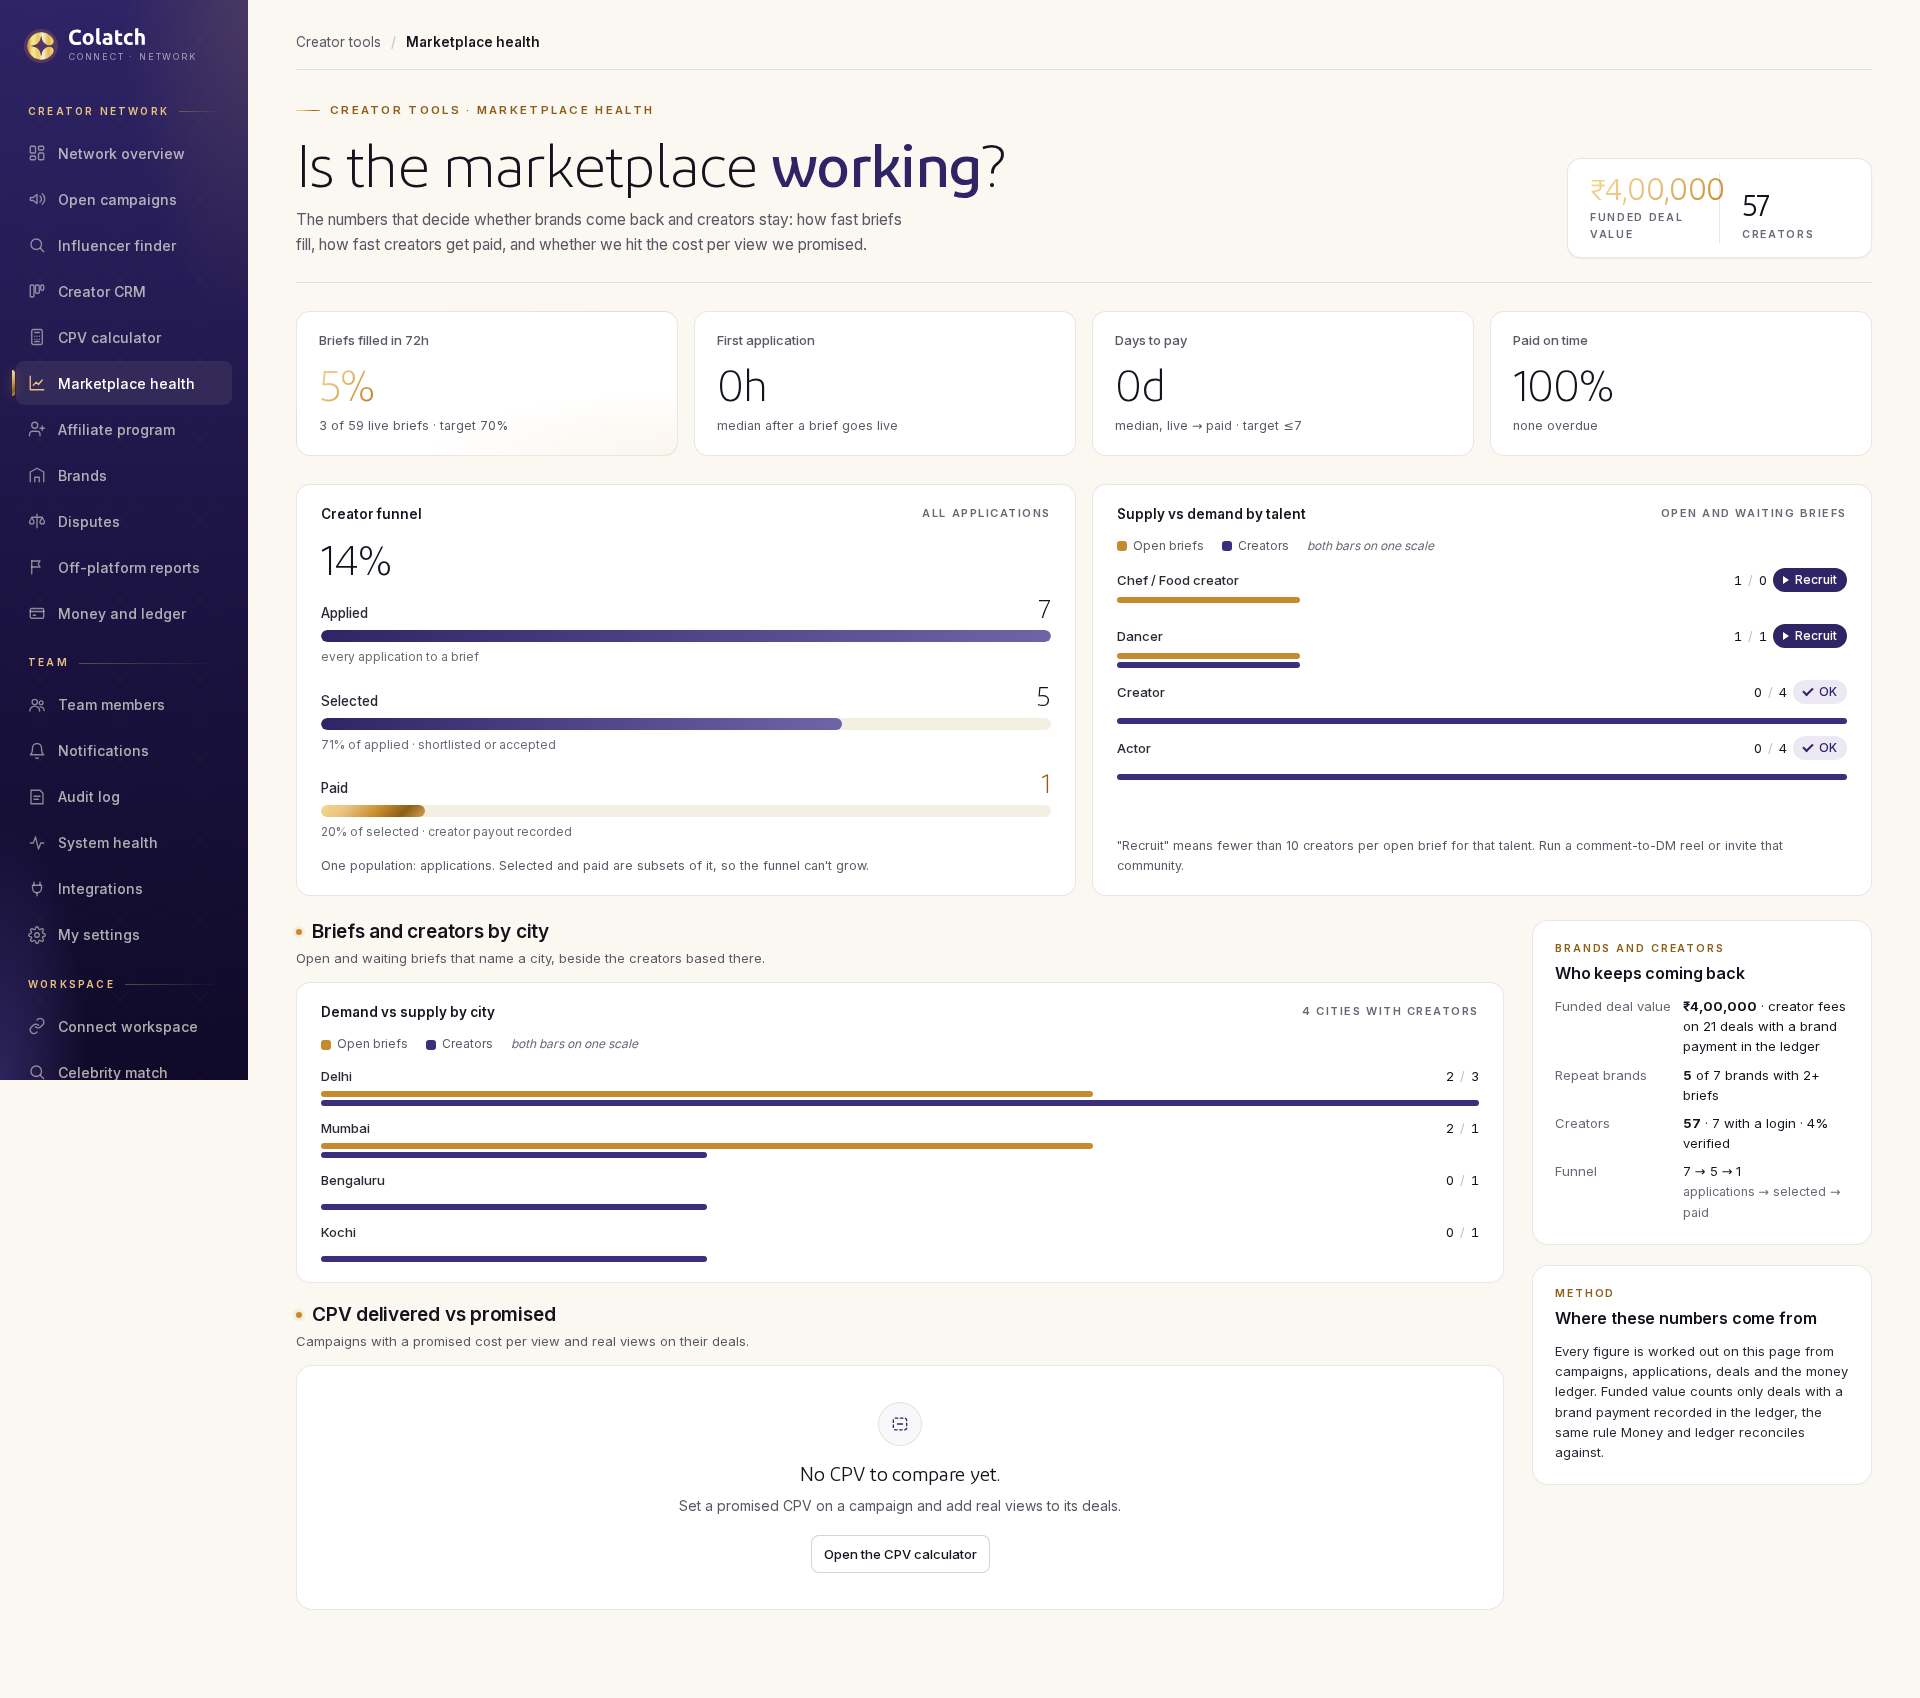 Colatch
CONNECT · NETWORK
CREATOR NETWORK
Network overview
Open campaigns
Influencer finder
Creator CRM
CPV calculator
Marketplace health
Affiliate program
Brands
Disputes
Off-platform reports
Money and ledger
TEAM
Team members
Notifications
Audit log
System health
Integrations
My settings
WORKSPACE
Connect workspace
Celebrity match
Creator tools / Marketplace health
CREATOR TOOLS · MARKETPLACE HEALTH
Is the marketplace working?
The numbers that decide whether brands come back and creators stay: how fast briefs
fill, how fast creators get paid, and whether we hit the cost per view we promised.
₹4,00,000
FUNDED DEAL
VALUE
57
CREATORS
Briefs filled in 72h
5%
3 of 59 live briefs · target 70%
First application
0h
median after a brief goes live
Days to pay
0d
median, live → paid · target ≤7
Paid on time
100%
none overdue
Creator funnel
ALL APPLICATIONS
14%
Applied
7
every application to a brief
Selected
5
71% of applied · shortlisted or accepted
Paid
1
20% of selected · creator payout recorded
One population: applications. Selected and paid are subsets of it, so the funnel can't grow.
Supply vs demand by talent
OPEN AND WAITING BRIEFS
Open briefs
Creators
both bars on one scale
Chef / Food creator
1 / 0
Recruit
Dancer
1 / 1
Recruit
Creator
0 / 4
OK
Actor
0 / 4
OK
"Recruit" means fewer than 10 creators per open brief for that talent. Run a comment-to-DM reel or invite that
community.
Briefs and creators by city
Open and waiting briefs that name a city, beside the creators based there.
Demand vs supply by city
4 CITIES WITH CREATORS
Open briefs
Creators
both bars on one scale
Delhi
2 / 3
Mumbai
2 / 1
Bengaluru
0 / 1
Kochi
0 / 1
CPV delivered vs promised
Campaigns with a promised cost per view and real views on their deals.
No CPV to compare yet.
Set a promised CPV on a campaign and add real views to its deals.
Open the CPV calculator
BRANDS AND CREATORS
Who keeps coming back
Funded deal value
₹4,00,000 · creator fees
on 21 deals with a brand
payment in the ledger
Repeat brands
5 of 7 brands with 2+
briefs
Creators
57 · 7 with a login · 4%
verified
Funnel
7 → 5 → 1
applications → selected →
paid
METHOD
Where these numbers come from
Every figure is worked out on this page from
campaigns, applications, deals and the money
ledger. Funded value counts only deals with a
brand payment recorded in the ledger, the
same rule Money and ledger reconciles
against.